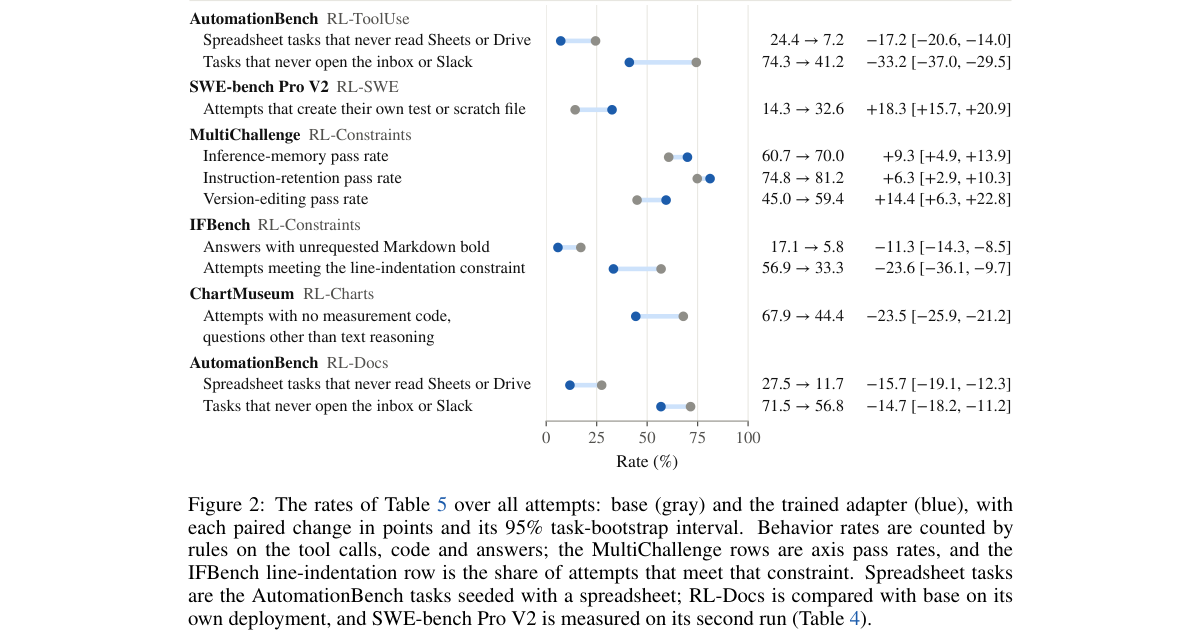 AutomationBench RL-ToolUse
Spreadsheet tasks that never read Sheets or Drive 24.4 → 7.2 −17.2 [−20.6, −14.0]
Tasks that never open the inbox or Slack 74.3 → 41.2 −33.2 [−37.0, −29.5]
SWE-bench Pro V2 RL-SWE
Attempts that create their own test or scratch file 14.3 → 32.6 +18.3 [+15.7, +20.9]
MultiChallenge RL-Constraints
Inference-memory pass rate 60.7 → 70.0 +9.3 [+4.9, +13.9]
Instruction-retention pass rate 74.8 → 81.2 +6.3 [+2.9, +10.3]
Version-editing pass rate 45.0 → 59.4 +14.4 [+6.3, +22.8]
IFBench RL-Constraints
Answers with unrequested Markdown bold 17.1 → 5.8 −11.3 [−14.3, −8.5]
Attempts meeting the line-indentation constraint 56.9 → 33.3 −23.6 [−36.1, −9.7]
ChartMuseum RL-Charts
Attempts with no measurement code, 67.9 → 44.4 −23.5 [−25.9, −21.2]
questions other than text reasoning
AutomationBench RL-Docs
Spreadsheet tasks that never read Sheets or Drive 27.5 → 11.7 −15.7 [−19.1, −12.3]
Tasks that never open the inbox or Slack 71.5 → 56.8 −14.7 [−18.2, −11.2]
0 25 50 75 100
Rate (%)
Figure 2: The rates of Table 5 over all attempts: base (gray) and the trained adapter (blue), with
each paired change in points and its 95% task-bootstrap interval. Behavior rates are counted by
rules on the tool calls, code and answers; the MultiChallenge rows are axis pass rates, and the
IFBench line-indentation row is the share of attempts that meet that constraint. Spreadsheet tasks
are the AutomationBench tasks seeded with a spreadsheet; RL-Docs is compared with base on its
own deployment, and SWE-bench Pro V2 is measured on its second run (Table 4).